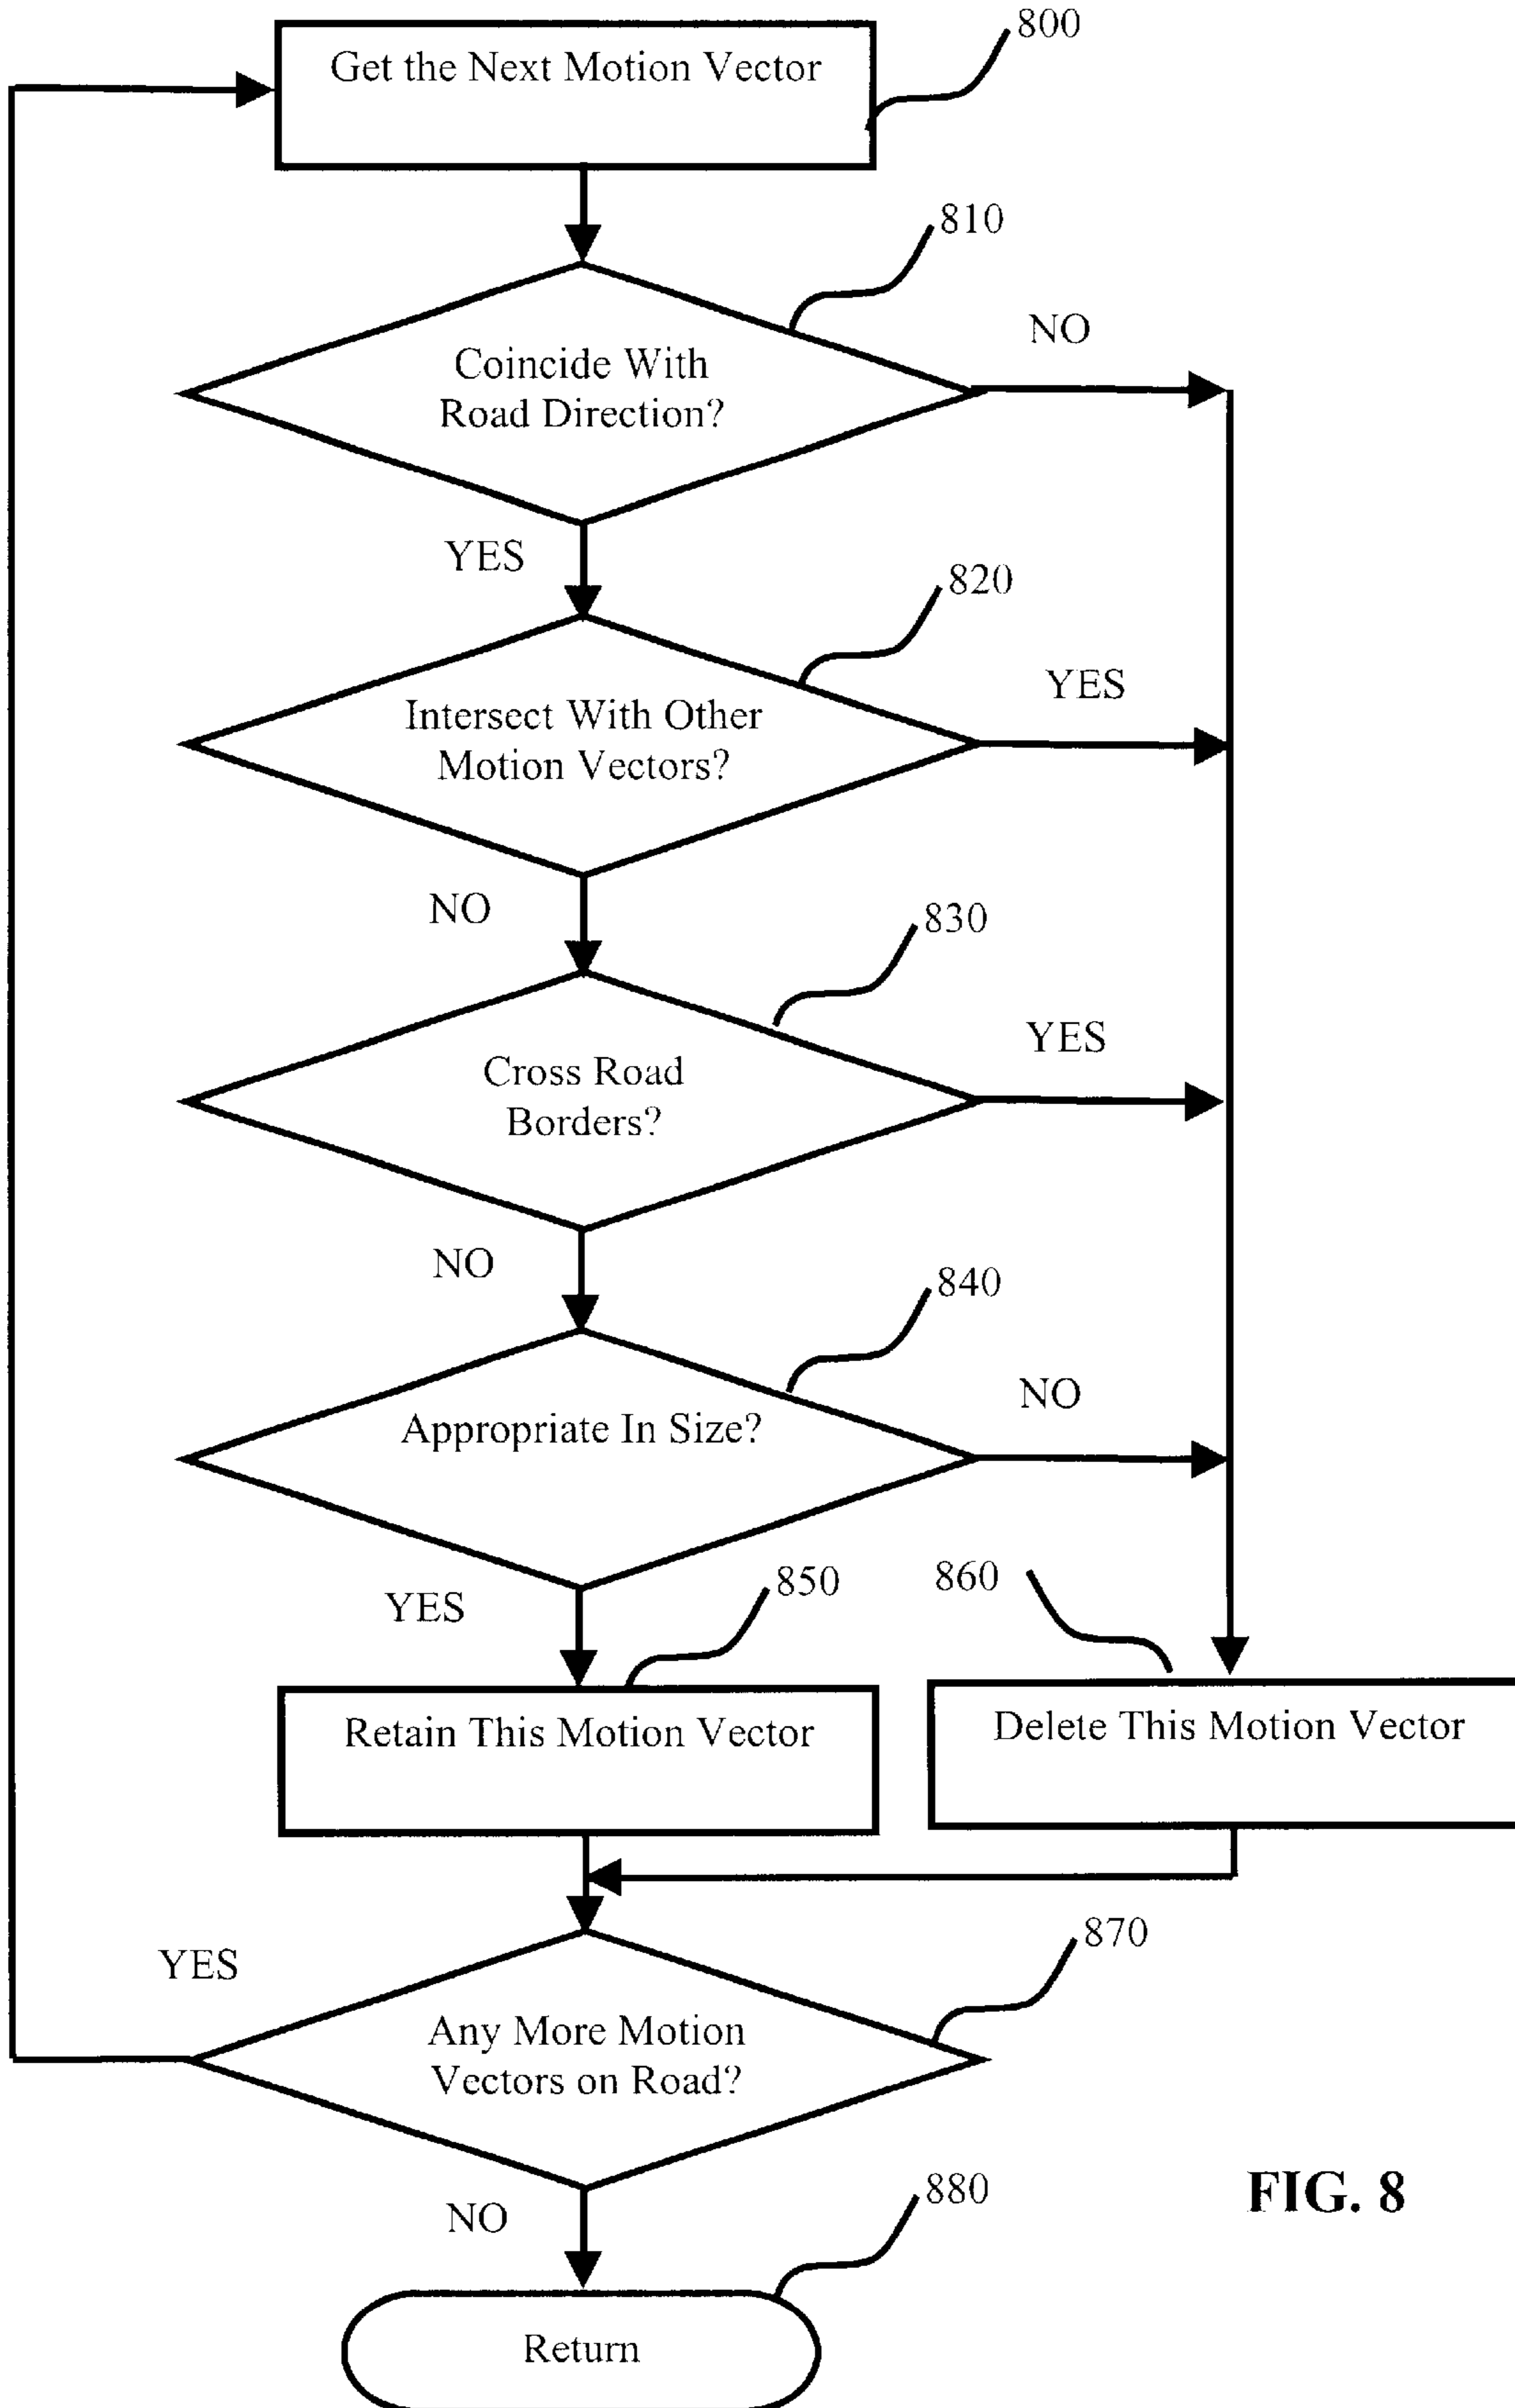 800
Get the Next Motion Vector
810
NO
Coincide With
Road Direction?
YES
820
YES
Intersect With Other
Motion Vectors?
NO
830
YES
Cross Road
Borders?
NO
840
NO
Appropriate In Size?
YES
850
860
Retain This Motion Vector
Delete This Motion Vector
870
YES
Any More Motion
Vectors on Road?
NO
880
FIG. 8
Return